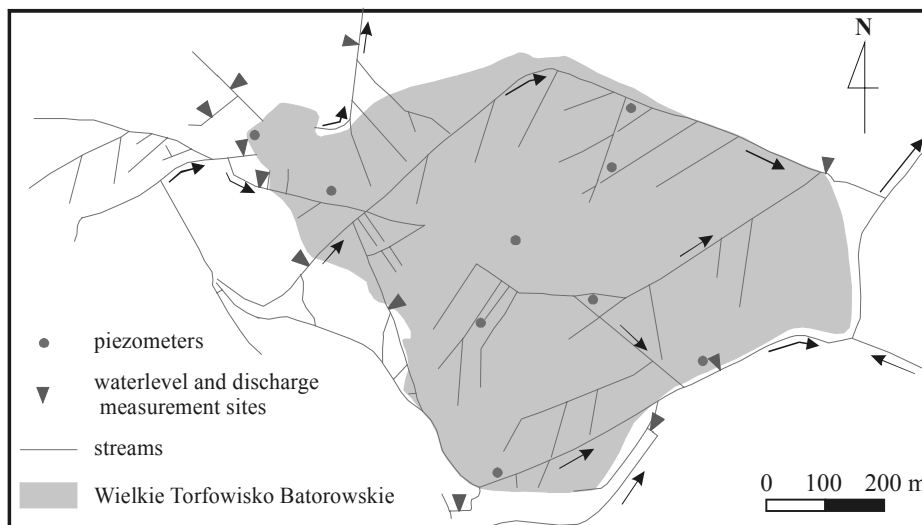 N
piezometers
waterlevel and discharge
measurement sites
streams
Wielkie Torfowisko Batorowskie
0 100 200 m